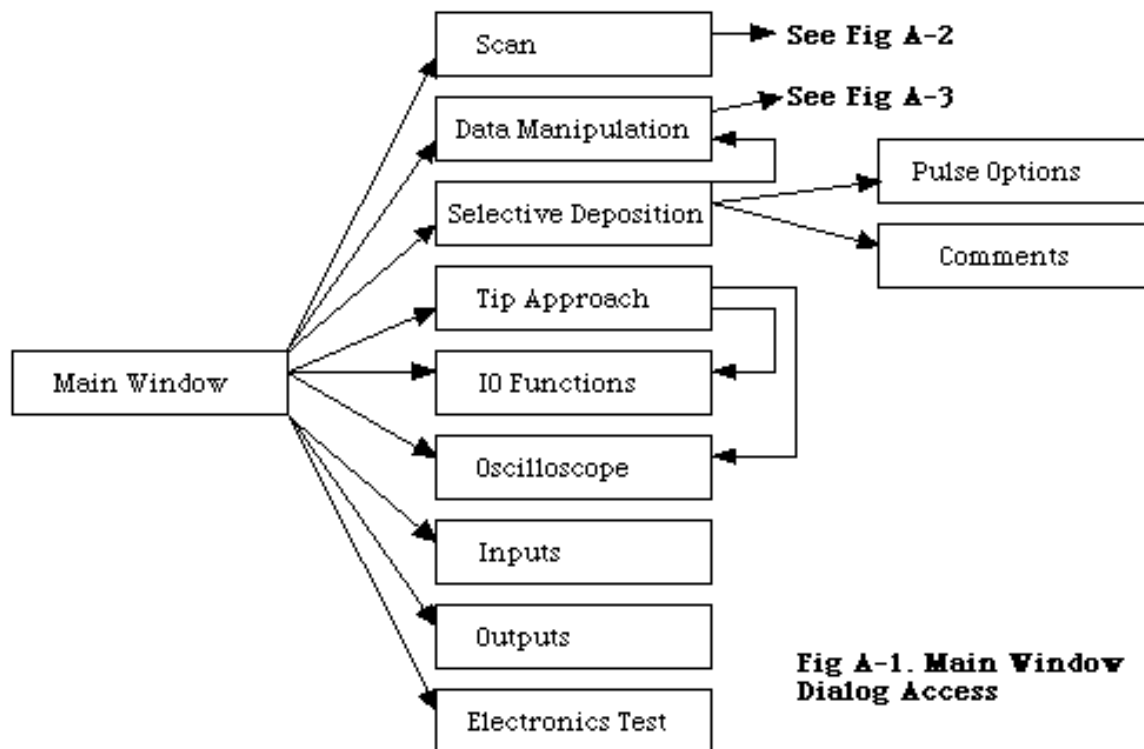 Scan
See Fig A-2
Data Manipulation
See Fig A-3
Pulse Options
Selective Deposition
Comments
Tip Approach
Main Window
IO Functions
Oscilloscope
Inputs
Outputs
Fig A-1. Main Window
Dialog Access
Electronics Test